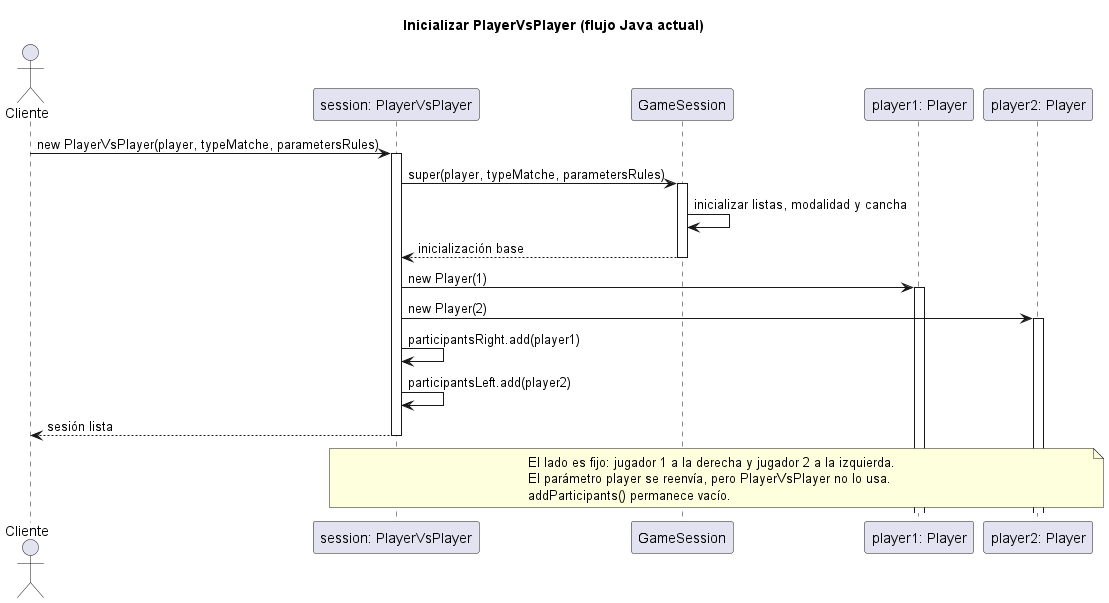 Inicializar PlayerVsPlayer (flujo Java actual)
Cliente
session: PlayerVsPlayer
GameSession
player1: Player
player2: Player
new PlayerVsPlayer(player, typeMatche, parametersRules)
super(player, typeMatche, parametersRules)
inicializar listas, modalidad y cancha
inicialización base
new Player(1)
new Player(2)
participantsRight.add(player1)
participantsLeft.add(player2)
sesión lista
El lado es fijo: jugador 1 a la derecha y jugador 2 a la izquierda.
El parámetro player se reenvía, pero PlayerVsPlayer no lo usa.
addParticipants() permanece vacío.
Cliente
session: PlayerVsPlayer
GameSession
player1: Player
player2: Player